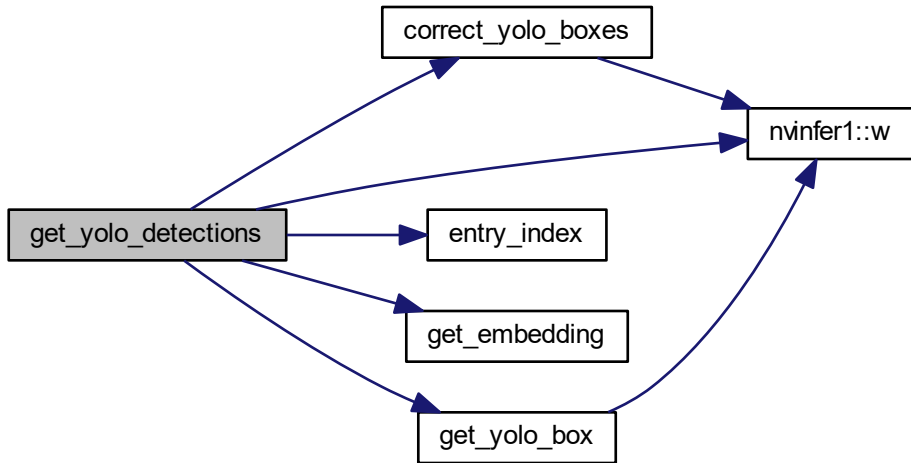 correct_yolo_boxes
nvinfer1::w
get_yolo_detections
entry_index
get_embedding
get_yolo_box